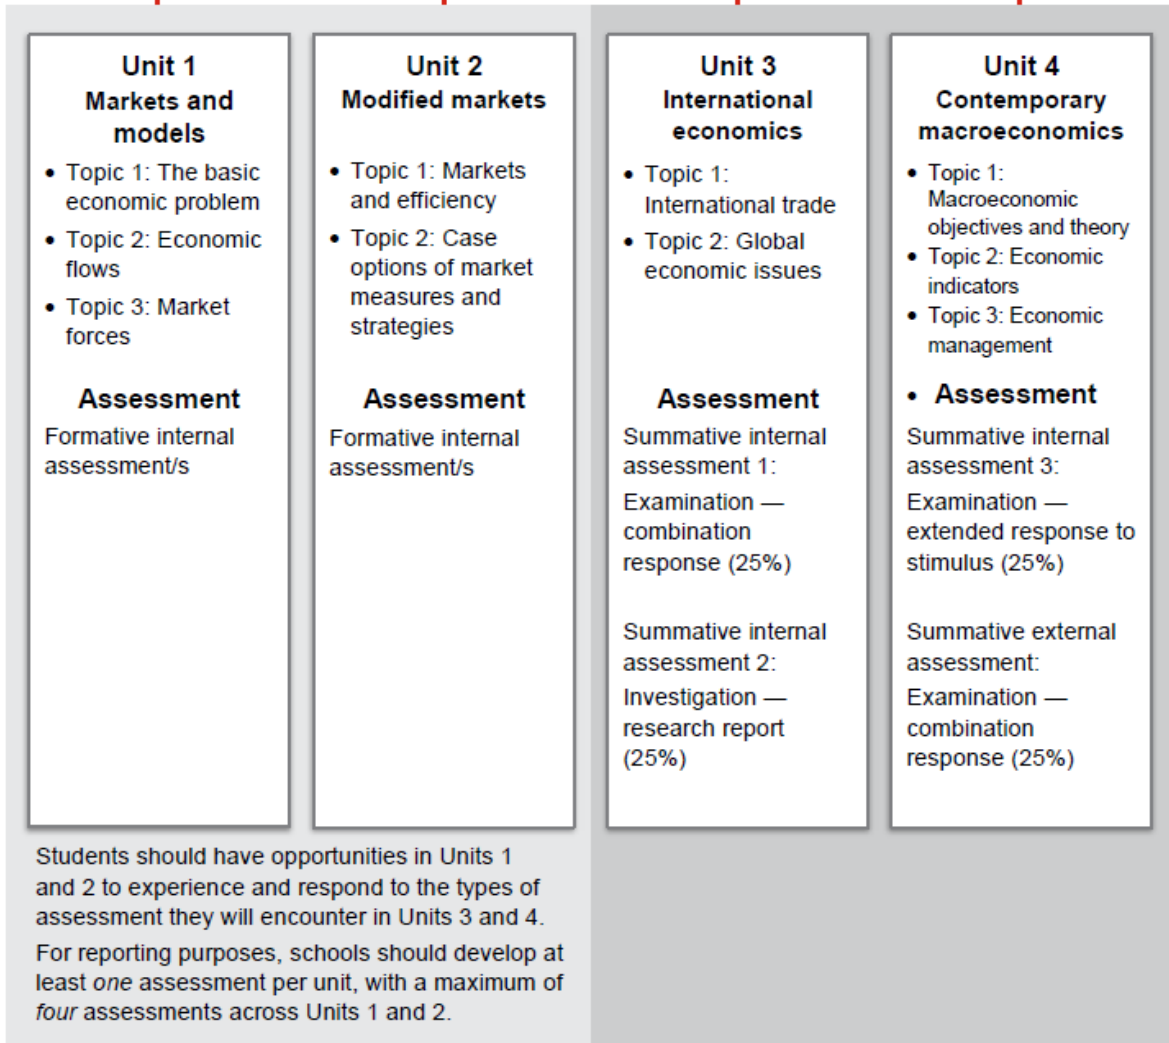 Unit 1
Markets and
models
• Topic 1: The basic
economic problem
• Topic 2: Economic
flows
• Topic 3: Market
forces
Assessment
Formative internal
assessment/s
Unit 2
Modified markets
• Topic 1: Markets
and efficiency
• Topic 2: Case
options of market
measures and
strategies
Assessment
Formative internal
assessment/s
Unit 3
International
economics
• Topic 1:
International trade
• Topic 2: Global
economic issues
Assessment
Summative internal
assessment 1:
Examination —
combination
response (25%)
Summative internal
assessment 2:
Investigation —
research report
(25%)
Unit 4
Contemporary
macroeconomics
• Topic 1:
Macroeconomic
objectives and theory
• Topic 2: Economic
indicators
• Topic 3: Economic
management
• Assessment
Summative internal
assessment 3:
Examination —
extended response to
stimulus (25%)
Summative external
assessment:
Examination —
combination
response (25%)
Students should have opportunities in Units 1
and 2 to experience and respond to the types of
assessment they will encounter in Units 3 and 4.
For reporting purposes, schools should develop at
least one assessment per unit, with a maximum of
four assessments across Units 1 and 2.